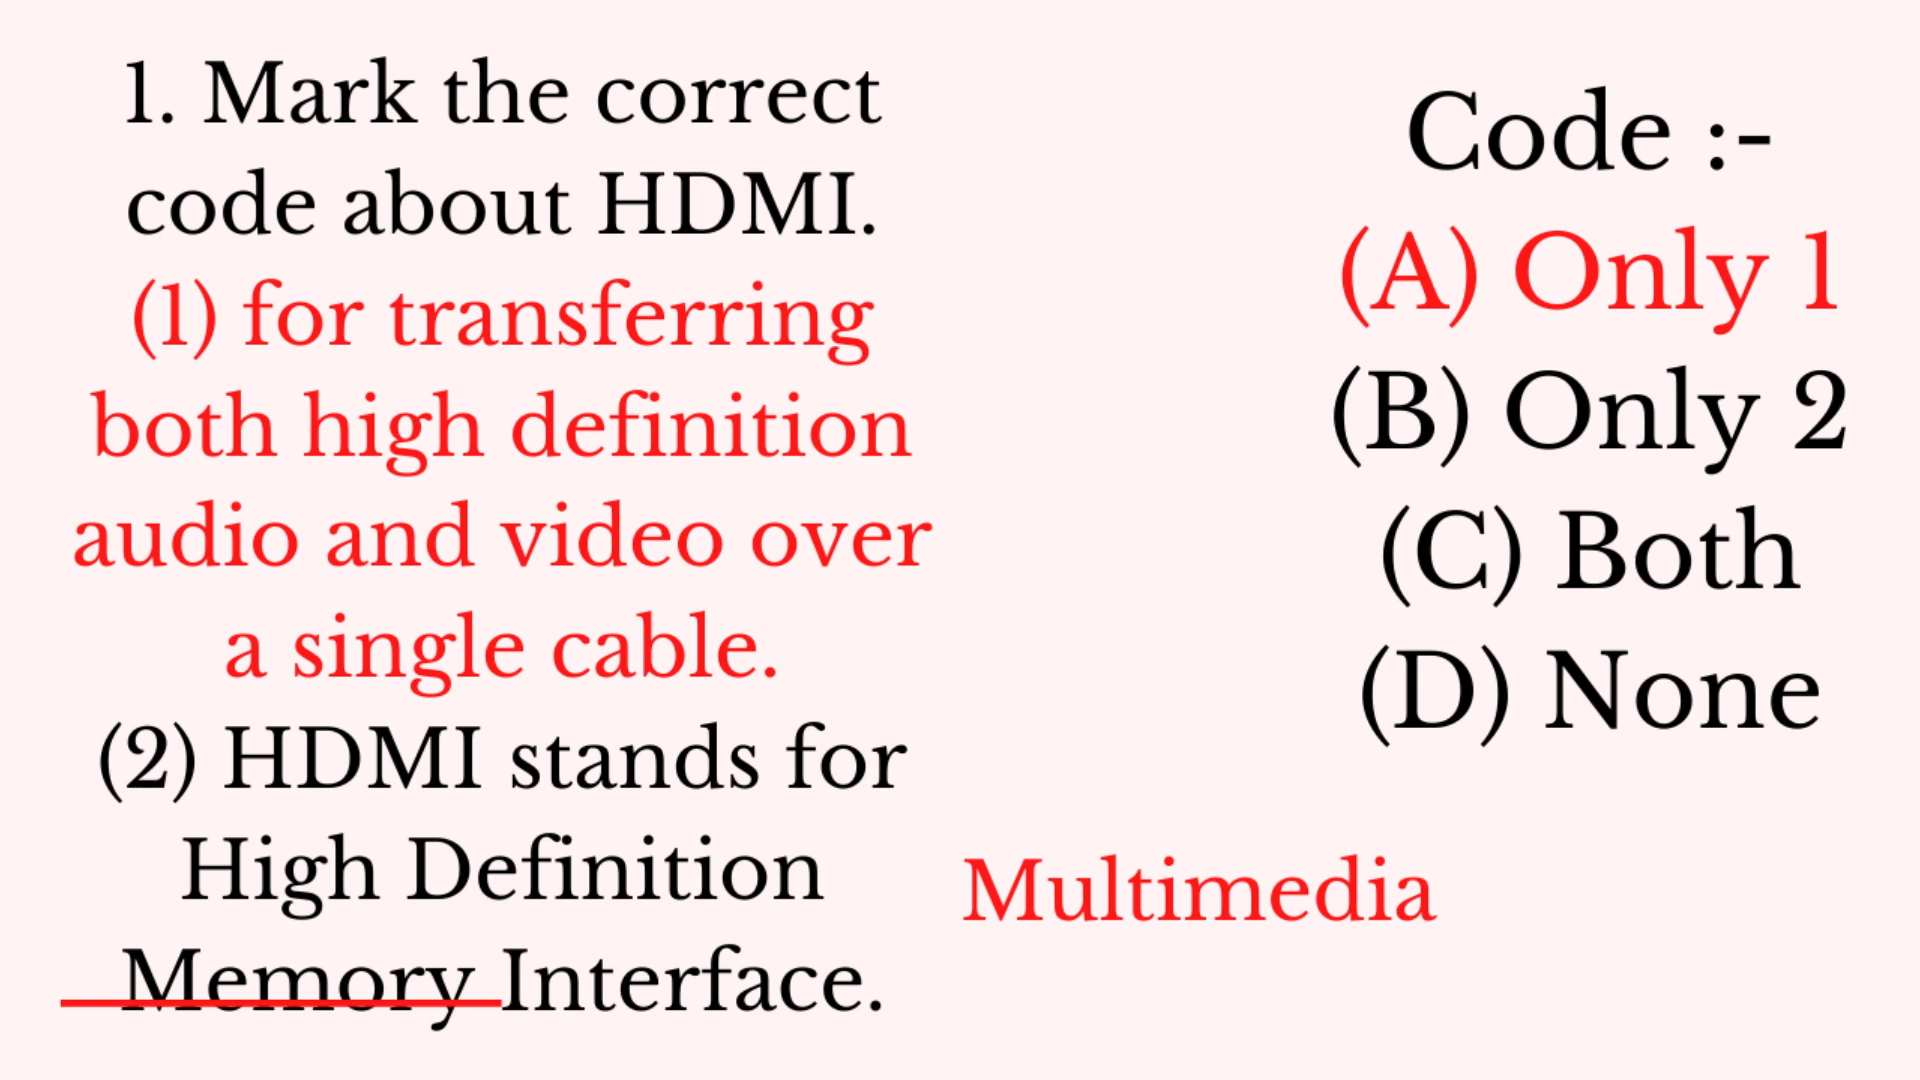 1. Mark the correct
code about HDMI.
(1) for transferring
both high definition
audio and video over
a single cable.
(2) HDMI stands for
High Definition
Memory Interface.
Multimedia
Code :-
(A) Only 1
(B) Only 2
(C) Both
(D) None